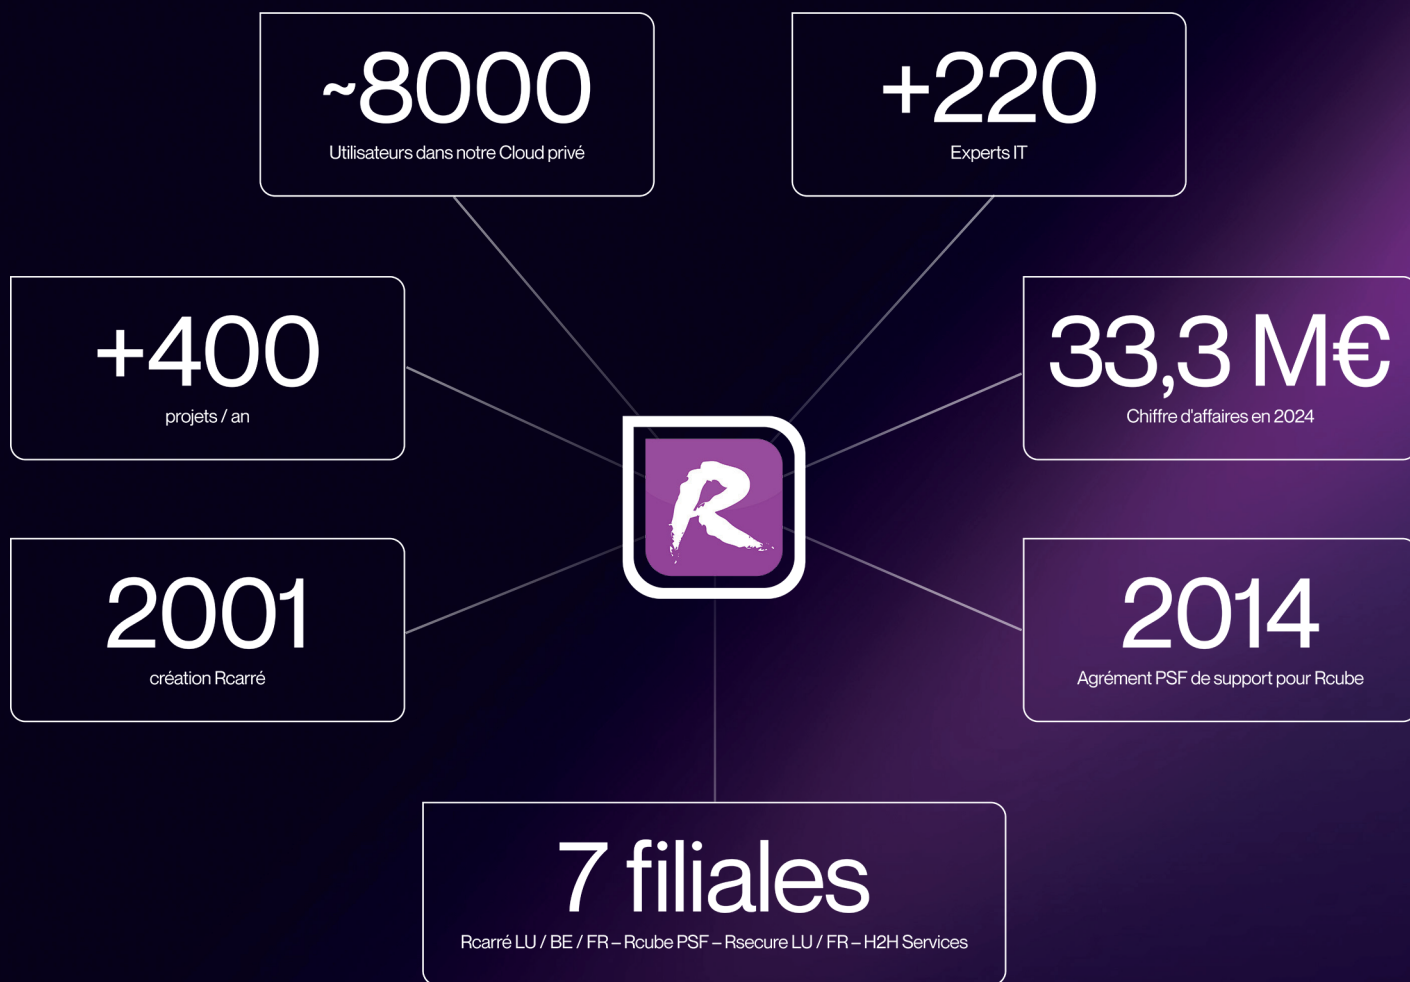 ~8000
Utilisateurs dans notre Cloud privé
+220
Experts IT
+400
projets / an
33,3 M€
Chiffre d'affaires en 2024
R
2001
création Rcarré
2014
Agrément PSF de support pour Rcube
7 filiales
Rcarré LU / BE / FR – Rcube PSF – Rsecure LU / FR – H2H Services